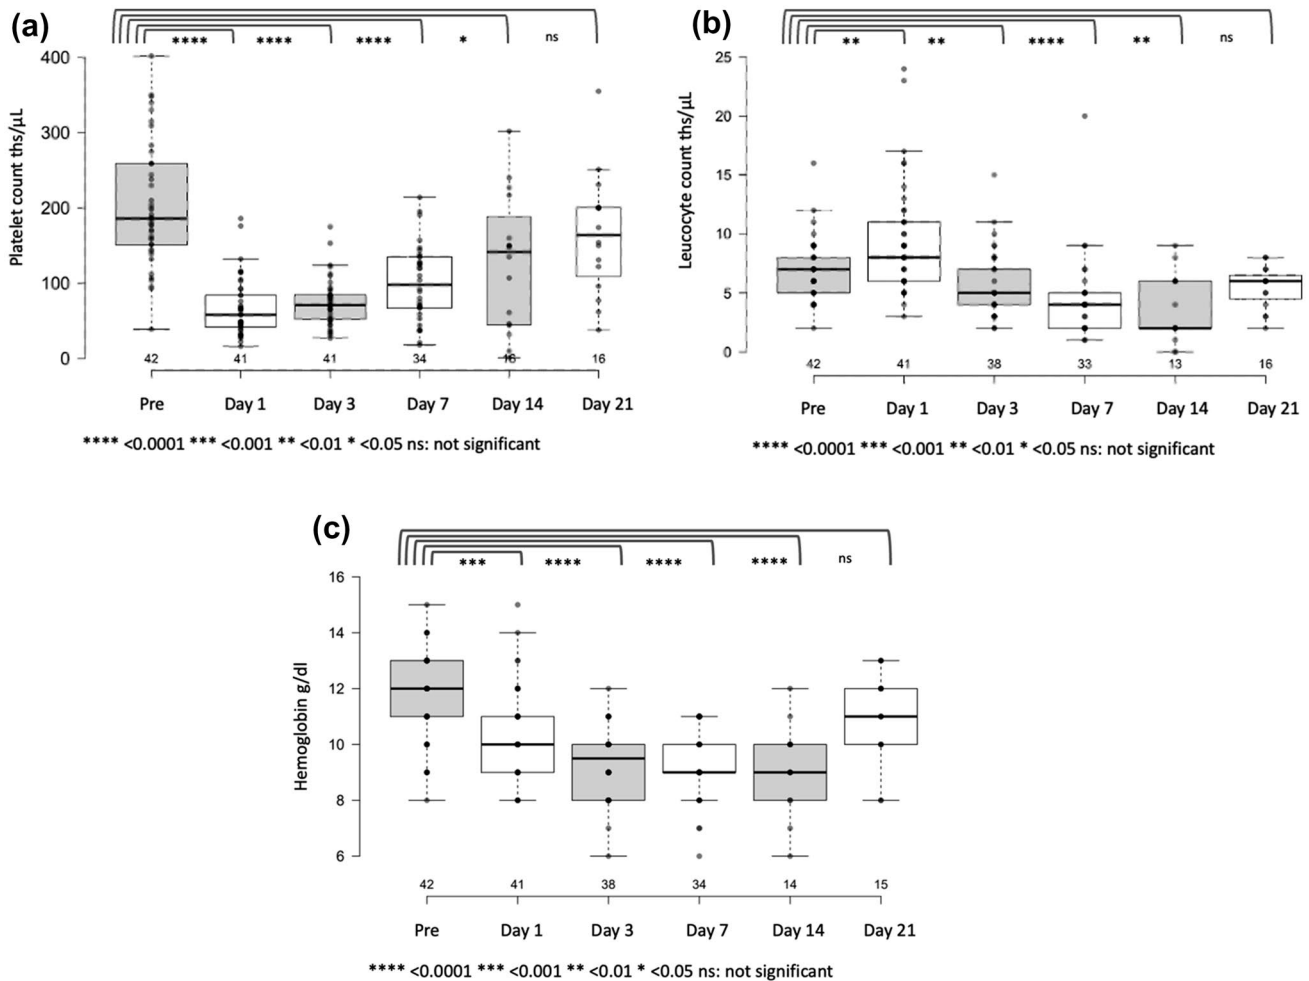 (a)
**** **** **** * ns
Platelet count ths/µL
400
300
200
100
0
42 41 41 34 16 16
Pre Day 1 Day 3 Day 7 Day 14 Day 21
**** <0.0001 *** <0.001 ** <0.01 * <0.05 ns: not significant
(b)
** ** **** ** ns
Leucocyte count ths/µL
25
20
15
10
5
0
42 41 38 33 13 16
Pre Day 1 Day 3 Day 7 Day 14 Day 21
**** <0.0001 *** <0.001 ** <0.01 * <0.05 ns: not significant
(c)
*** **** **** **** ns
Hemoglobin g/dl
16
14
12
10
8
6
42 41 38 34 14 15
Pre Day 1 Day 3 Day 7 Day 14 Day 21
**** <0.0001 *** <0.001 ** <0.01 * <0.05 ns: not significant